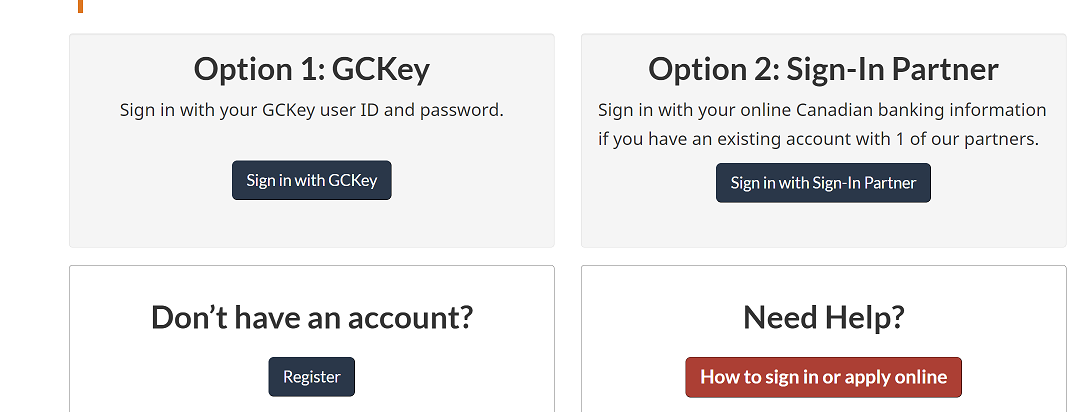 Option 1: GCKey
Sign in with your GCKey user ID and password.
Sign in with GCKey
Option 2: Sign-In Partner
Sign in with your online Canadian banking information
if you have an existing account with 1 of our partners.
Sign in with Sign-In Partner
Don’t have an account?
Register
Need Help?
How to sign in or apply online